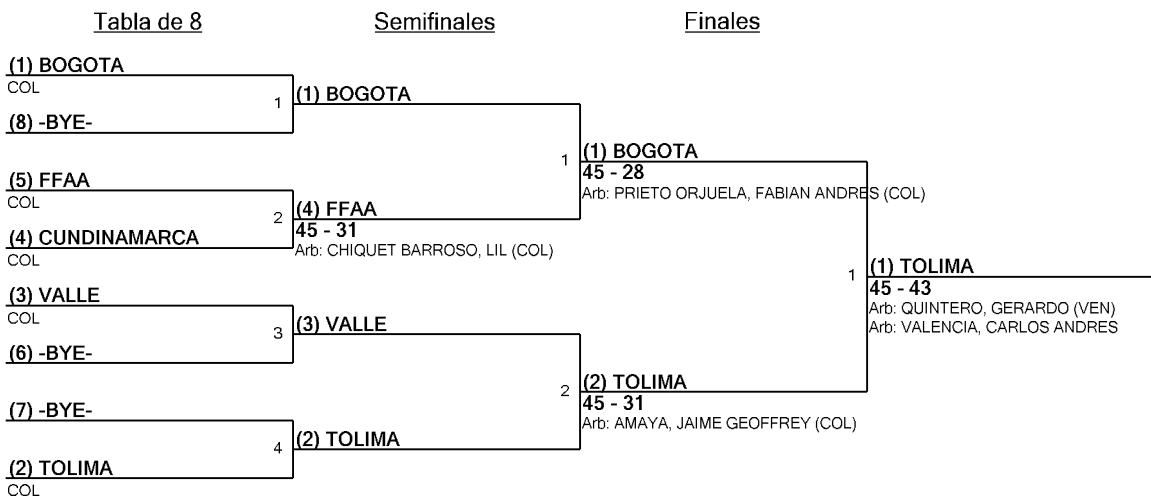 Tabla de 8
Semifinales
Finales
(1) BOGOTA
COL
1
(8) -BYE-
(5) FFAA
COL
2
(4) CUNDINAMARCA
COL
(3) VALLE
COL
3
(6) -BYE-
(7) -BYE-
4
(2) TOLIMA
COL
(1) BOGOTA
1
(4) FFAA
45 - 31
Arb: CHIQUET BARROSO, LIL (COL)
(3) VALLE
2
(2) TOLIMA
(1) BOGOTA
45 - 28
Arb: PRIETO ORJUELA, FABIAN ANDRES (COL)
1
(2) TOLIMA
45 - 31
Arb: AMAYA, JAIME GEOFFREY (COL)
(1) TOLIMA
45 - 43
Arb: QUINTERO, GERARDO (VEN)
Arb: VALENCIA, CARLOS ANDRES